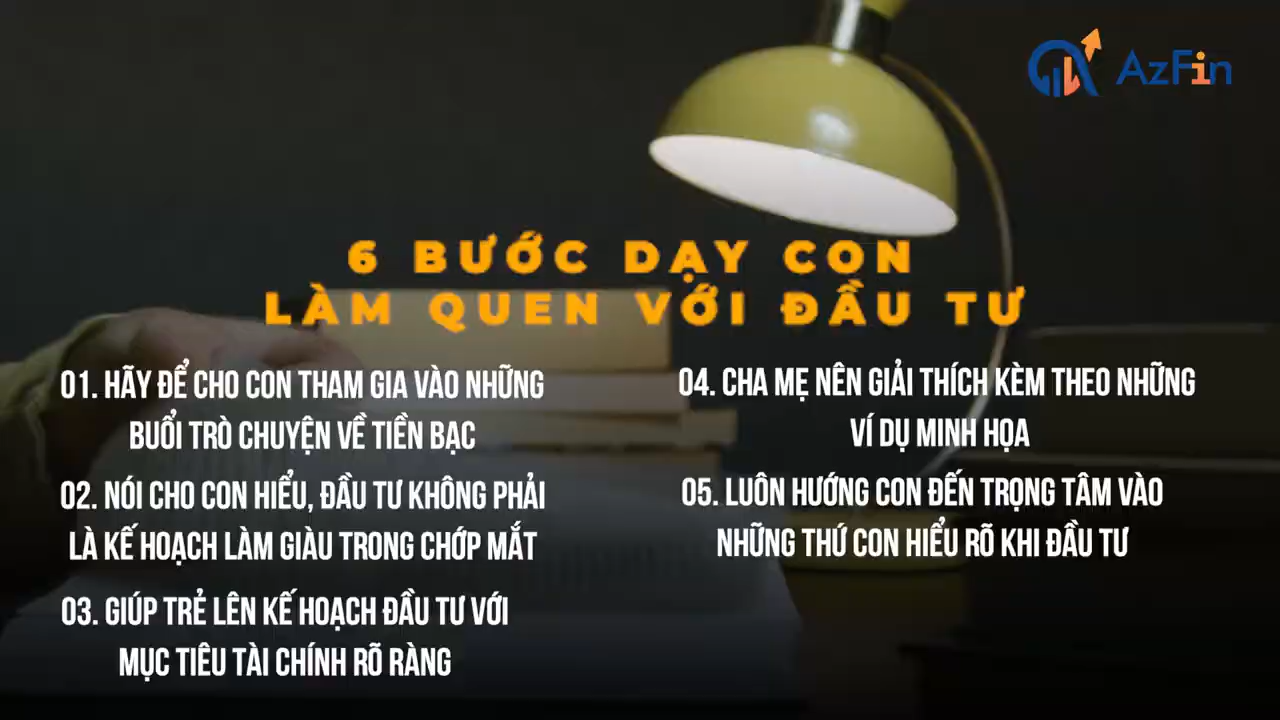 AzFin
6 BƯỚC DẠY CON
LÀM QUEN VỚI ĐẦU TƯ
01. HÃY ĐỂ CHO CON THAM GIA VÀO NHỮNG
BUỔI TRÒ CHUYỆN VỀ TIỀN BẠC
02. NÓI CHO CON HIỂU, ĐẦU TƯ KHÔNG PHẢI
LÀ KẾ HOẠCH LÀM GIÀU TRONG CHỚP MẮT
03. GIÚP TRẺ LÊN KẾ HOẠCH ĐẦU TƯ VỚI
MỤC TIÊU TÀI CHÍNH RÕ RÀNG
04. CHA MẸ NÊN GIẢI THÍCH KÈM THEO NHỮNG
VÍ DỤ MINH HỌA
05. LUÔN HƯỚNG CON ĐẾN TRỌNG TÂM VÀO
NHỮNG THỨ CON HIỂU RÕ KHI ĐẦU TƯ